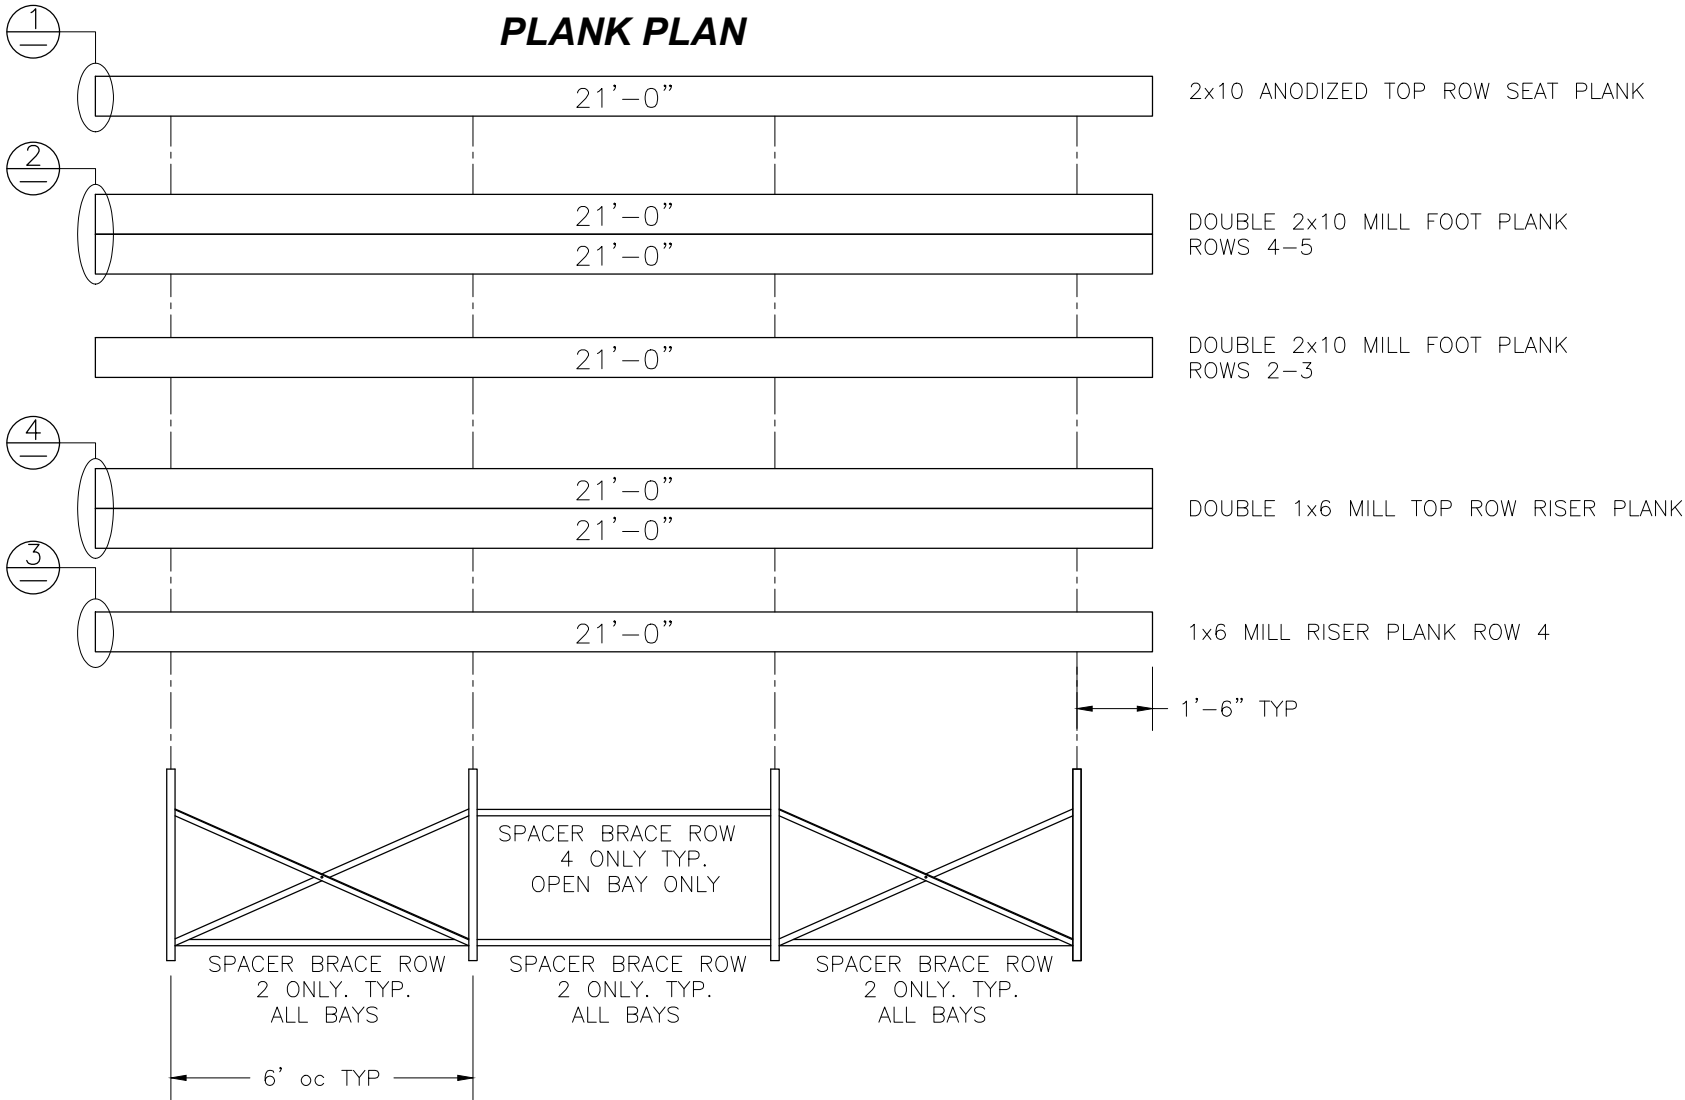 PLANK PLAN
1
21'-0"
2x10 ANODIZED TOP ROW SEAT PLANK
2
21'-0"
21'-0"
DOUBLE 2x10 MILL FOOT PLANK
ROWS 4-5
21'-0"
DOUBLE 2x10 MILL FOOT PLANK
ROWS 2-3
4
21'-0"
21'-0"
DOUBLE 1x6 MILL TOP ROW RISER PLANK
3
21'-0"
1x6 MILL RISER PLANK ROW 4
1'-6" TYP
SPACER BRACE ROW
4 ONLY TYP.
OPEN BAY ONLY
SPACER BRACE ROW
2 ONLY. TYP.
ALL BAYS
SPACER BRACE ROW
2 ONLY. TYP.
ALL BAYS
SPACER BRACE ROW
2 ONLY. TYP.
ALL BAYS
6' oc TYP